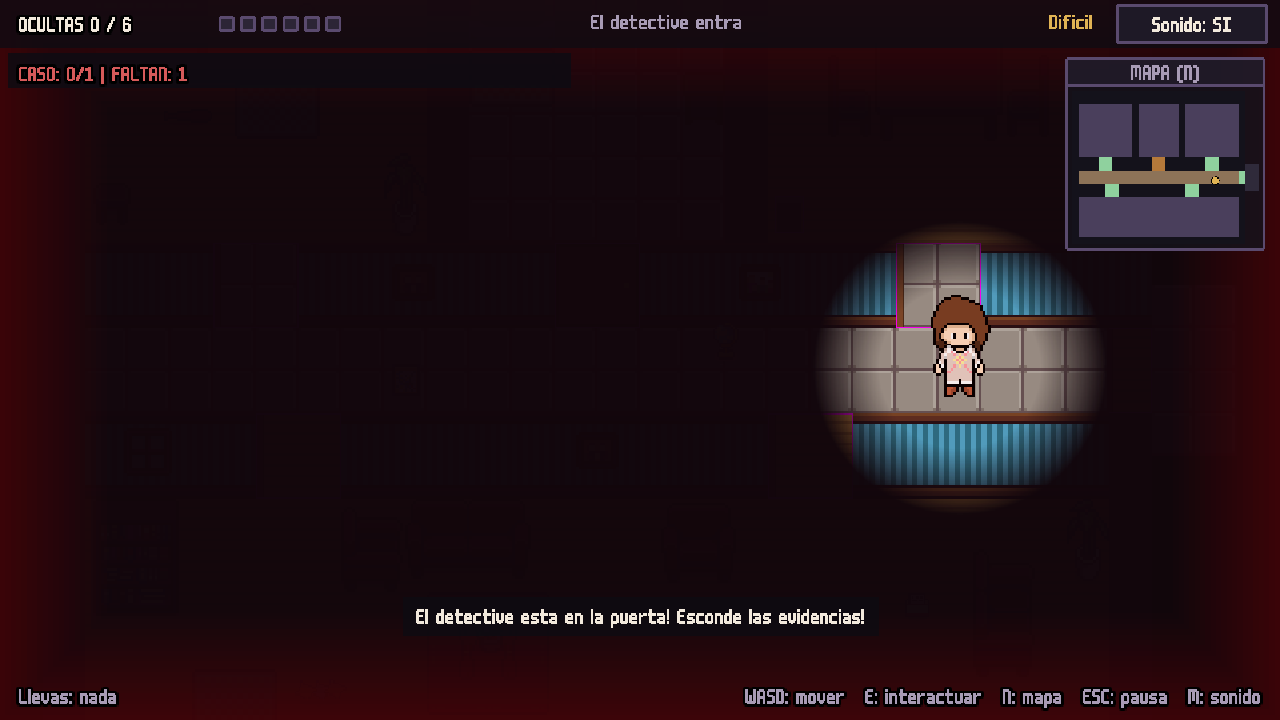 OCULTAS 0 / 6
El detective entra
Dificil
Sonido: SI
CASO: 0/1 | FALTAN: 1
MAPA (N)
El detective esta en la puerta! Esconde las evidencias!
Llevas: nada
WASD: mover E: interactuar N: mapa ESC: pausa M: sonido